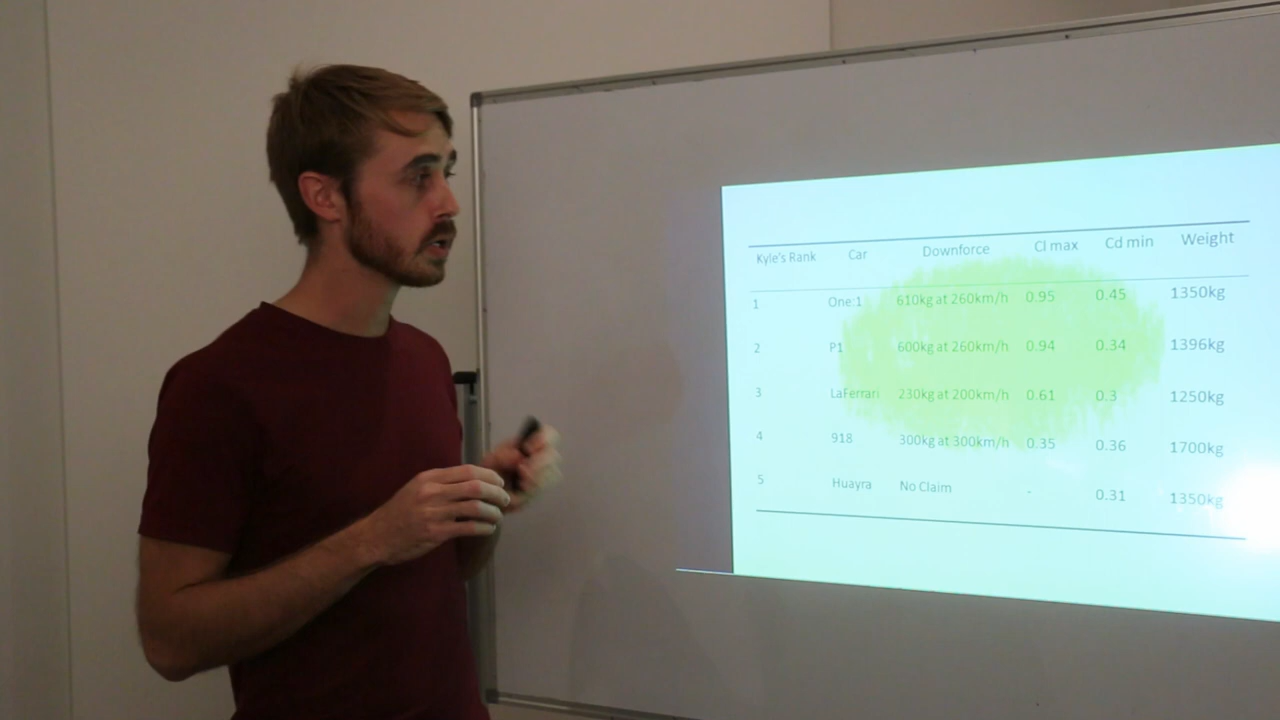 Kyle's Rank Car Downforce Cl max Cd min Weight
1 One:1 610kg at 260km/h 0.95 0.45 1350kg
2 P1 600kg at 260km/h 0.94 0.34 1396kg
3 LaFerrari 230kg at 200km/h 0.61 0.3 1250kg
4 918 300kg at 300km/h 0.35 0.36 1700kg
5 Huayra No Claim - 0.31 1350kg